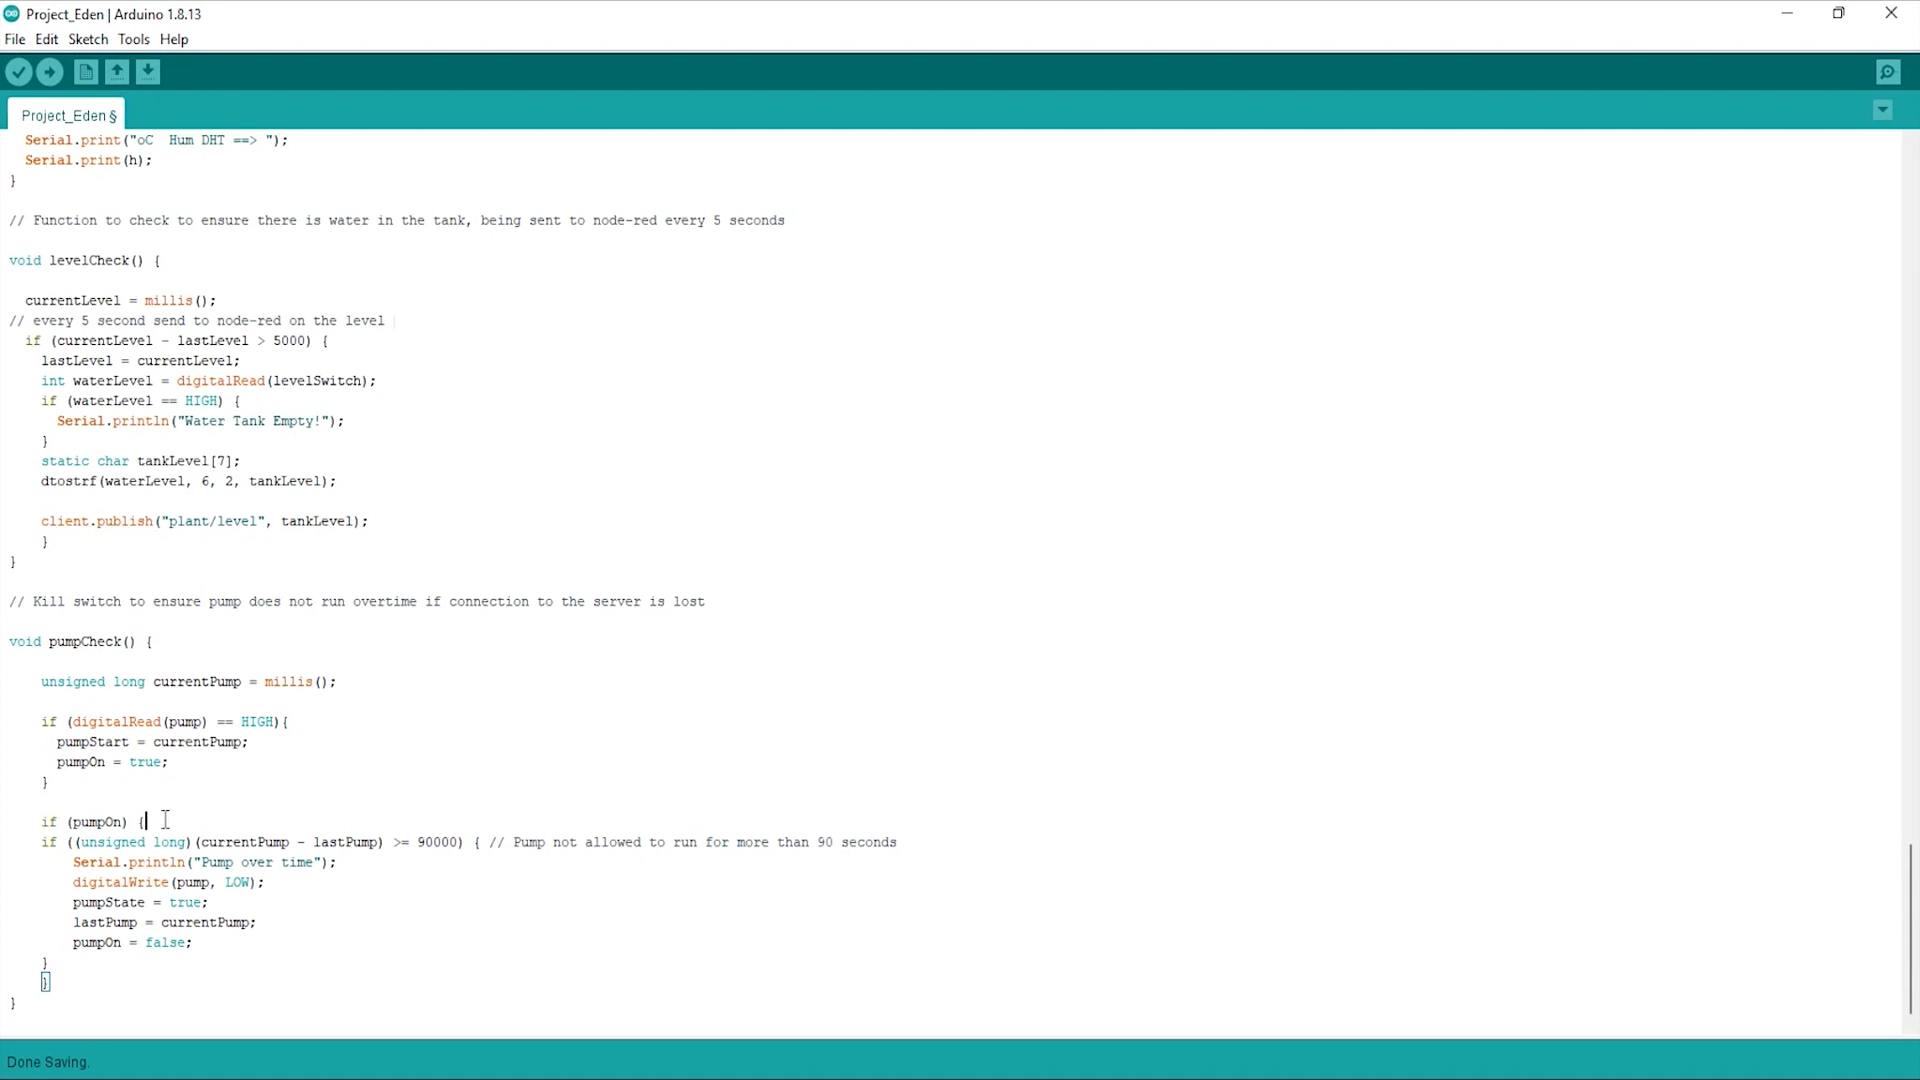 Project_Eden | Arduino 1.8.13
File Edit Sketch Tools Help
Project_Eden §
Serial.print("oC  Hum DHT ==> ");
Serial.print(h);
}
// Function to check to ensure there is water in the tank, being sent to node-red every 5 seconds
void levelCheck() {
currentLevel = millis();
// every 5 second send to node-red on the level
if (currentLevel - lastLevel > 5000) {
lastLevel = currentLevel;
int waterLevel = digitalRead(levelSwitch);
if (waterLevel == HIGH) {
Serial.println("Water Tank Empty!");
}
static char tankLevel[7];
dtostrf(waterLevel, 6, 2, tankLevel);
client.publish("plant/level", tankLevel);
}
}
// Kill switch to ensure pump does not run overtime if connection to the server is lost
void pumpCheck() {
unsigned long currentPump = millis();
if (digitalRead(pump) == HIGH){
pumpStart = currentPump;
pumpOn = true;
}
if (pumpOn) {
if ((unsigned long)(currentPump - lastPump) >= 90000) { // Pump not allowed to run for more than 90 seconds
Serial.println("Pump over time");
digitalWrite(pump, LOW);
pumpState = true;
lastPump = currentPump;
pumpOn = false;
}
}
}
Done Saving.